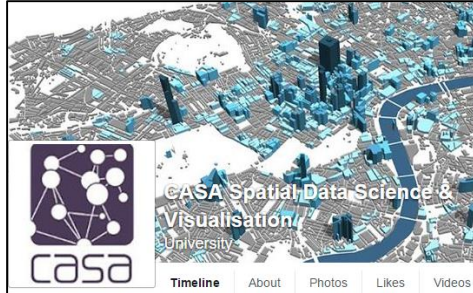 CASA Spatial Data Science &
Visualisation
University
casa
Timeline About Photos Likes Videos